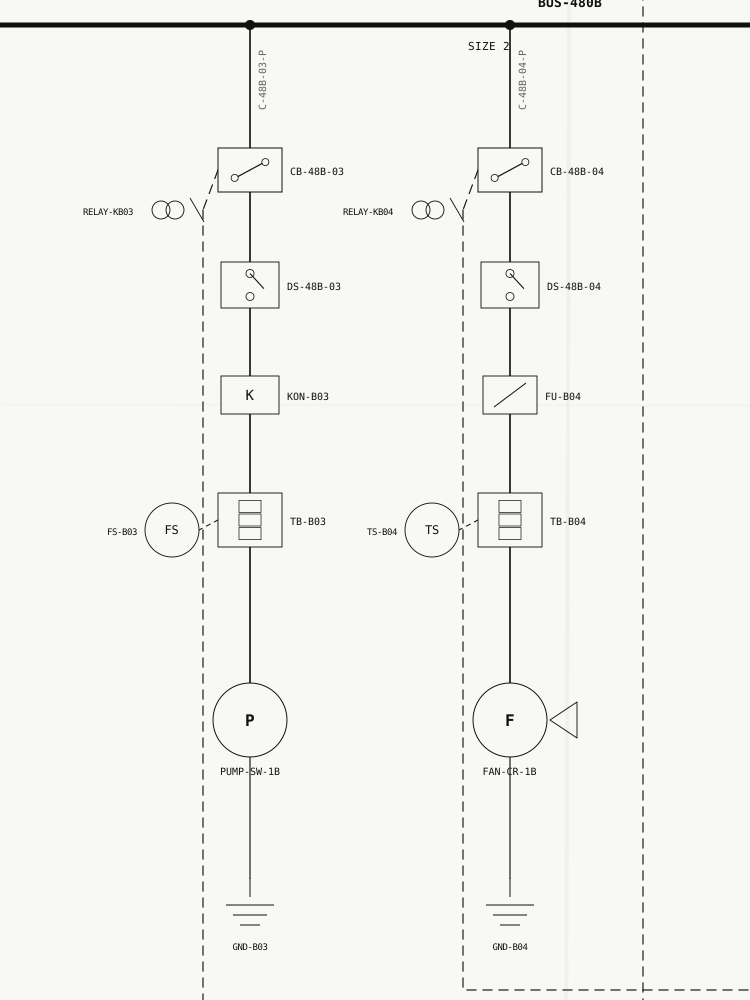 BUS-480B
SIZE 2
C-48B-03-P
C-48B-04-P
CB-48B-03
CB-48B-04
RELAY-KB03
RELAY-KB04
DS-48B-03
DS-48B-04
K
KON-B03
FU-B04
FS-B03
FS
TB-B03
TS-B04
TS
TB-B04
P
F
PUMP-SW-1B
FAN-CR-1B
GND-B03
GND-B04